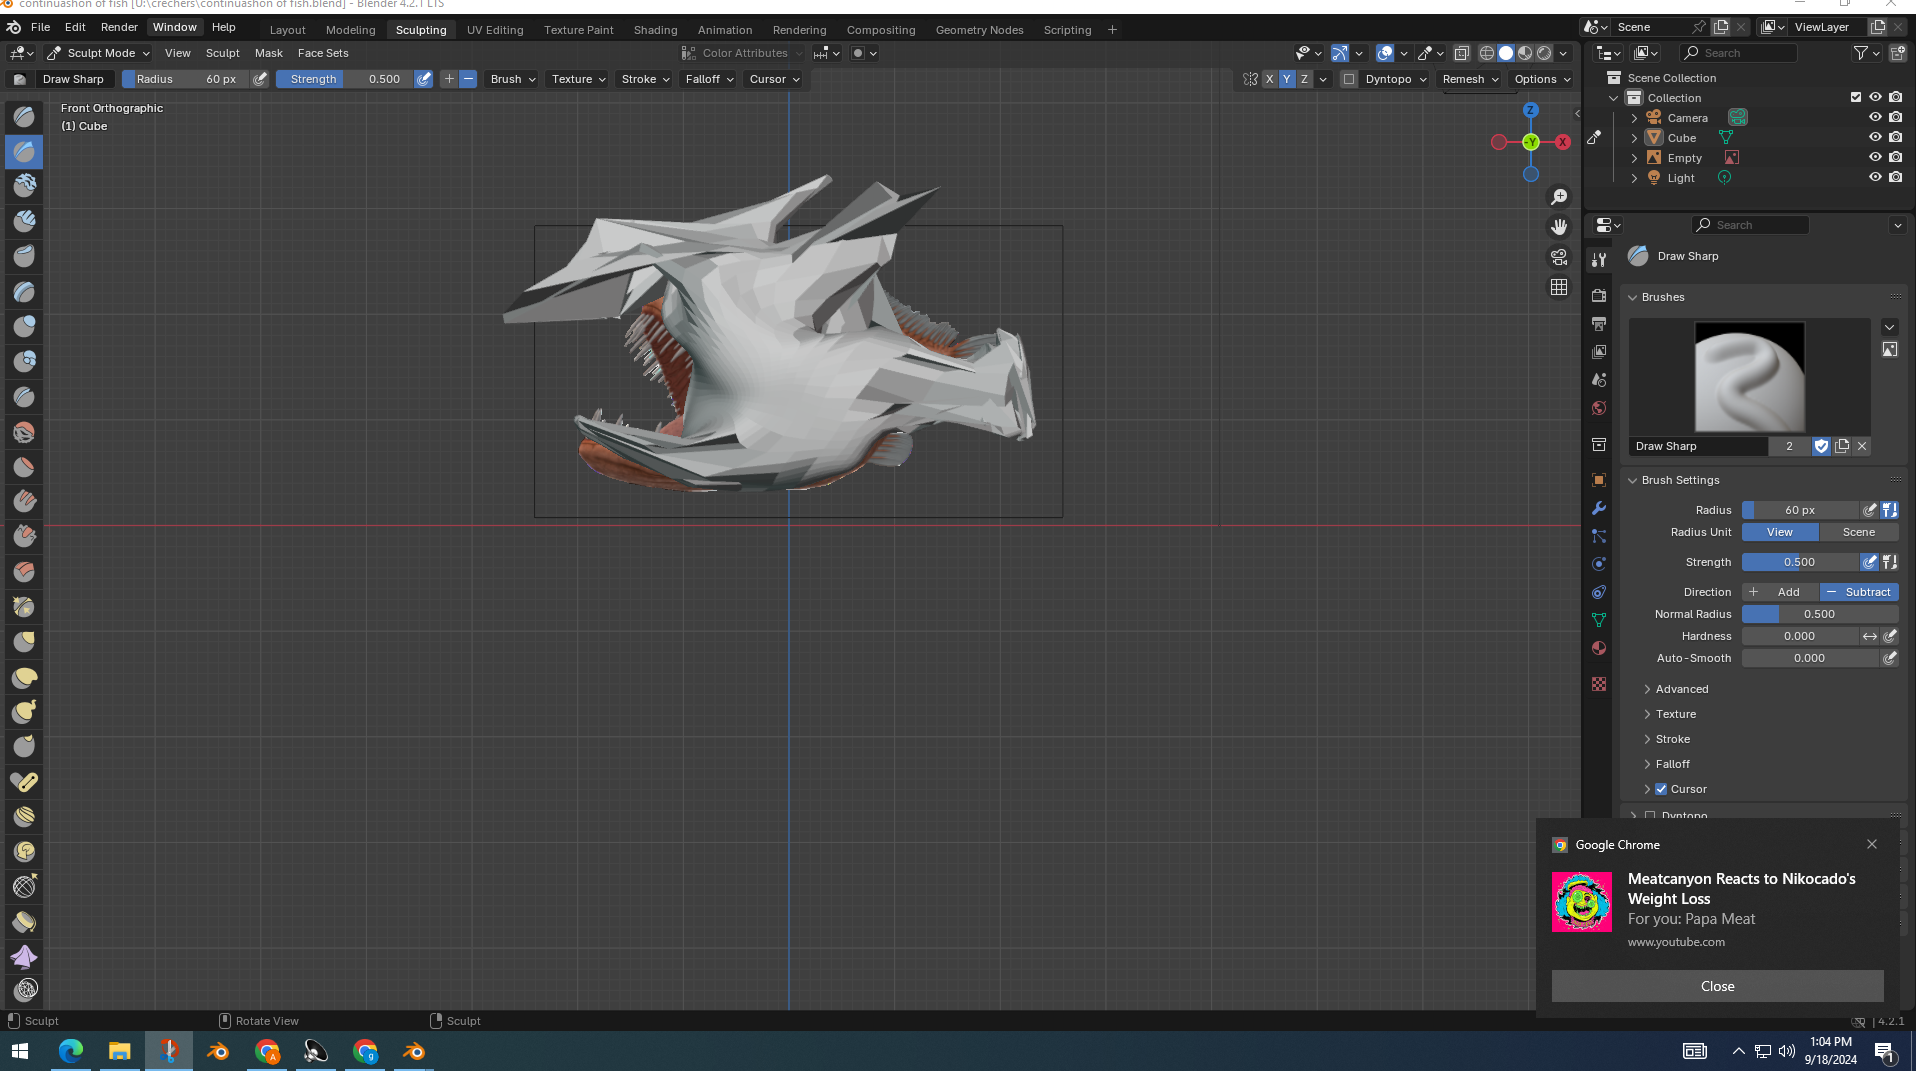 continuashon of fish [U:\crechers\continuashon of fish.blend] - Blender 4.2.1 LTS
File Edit Render Window Help Layout Modeling Sculpting UV Editing Texture Paint Shading Animation Rendering Compositing Geometry Nodes Scripting + Scene ViewLayer
Sculpt Mode View Sculpt Mask Face Sets Color Attributes Search
Draw Sharp Radius 60 px Strength 0.500 + − Brush Texture Stroke Falloff Cursor X Y Z Dyntopo Remesh Options
Front Orthographic
(1) Cube
Z
-Y X
Scene Collection
Collection
Camera
Cube
Empty
Light
Search
Draw Sharp
Brushes
Draw Sharp 2
Brush Settings
Radius 60 px
Radius Unit View Scene
Strength 0.500
Direction + Add − Subtract
Normal Radius 0.500
Hardness 0.000
Auto-Smooth 0.000
Advanced
Texture
Stroke
Falloff
Cursor
Dyntopo
Google Chrome
Meatcanyon Reacts to Nikocado's
Weight Loss
For you: Papa Meat
www.youtube.com
Close
Sculpt Rotate View Sculpt 4.2.1
A g
1:04 PM
9/18/2024
1